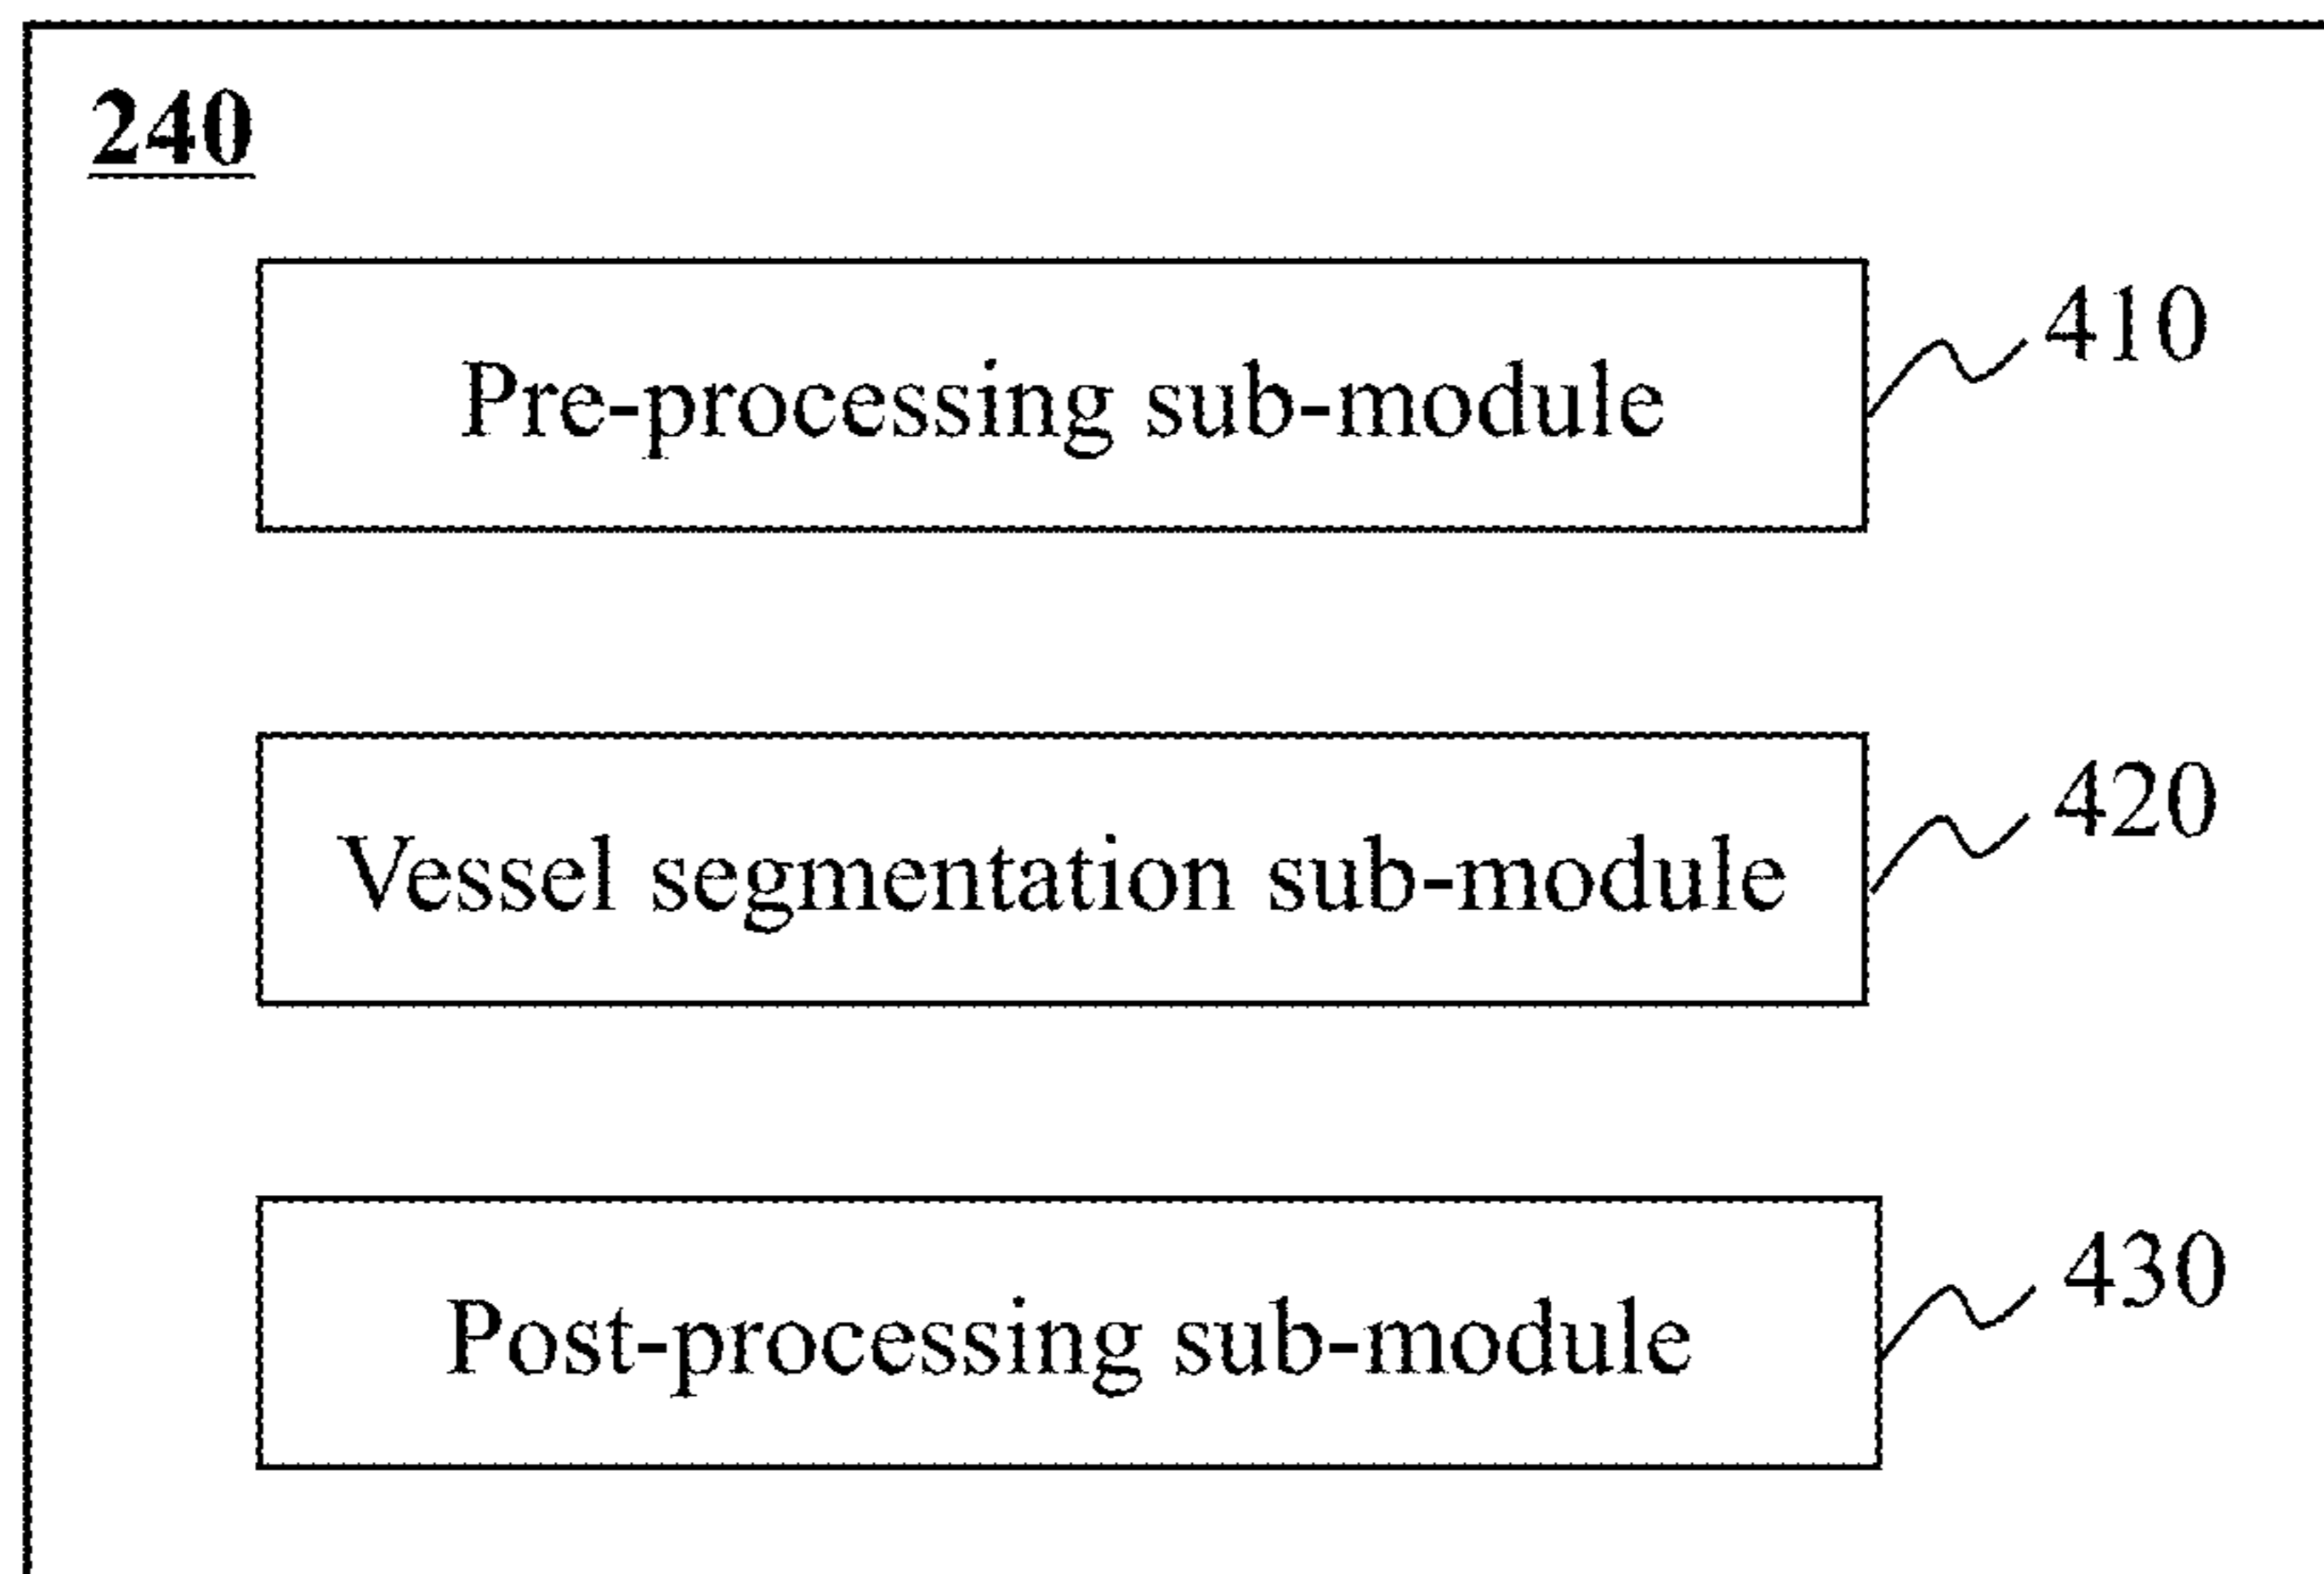 240
Pre-processing sub-module
410
Vessel segmentation sub-module
420
Post-processing sub-module
430